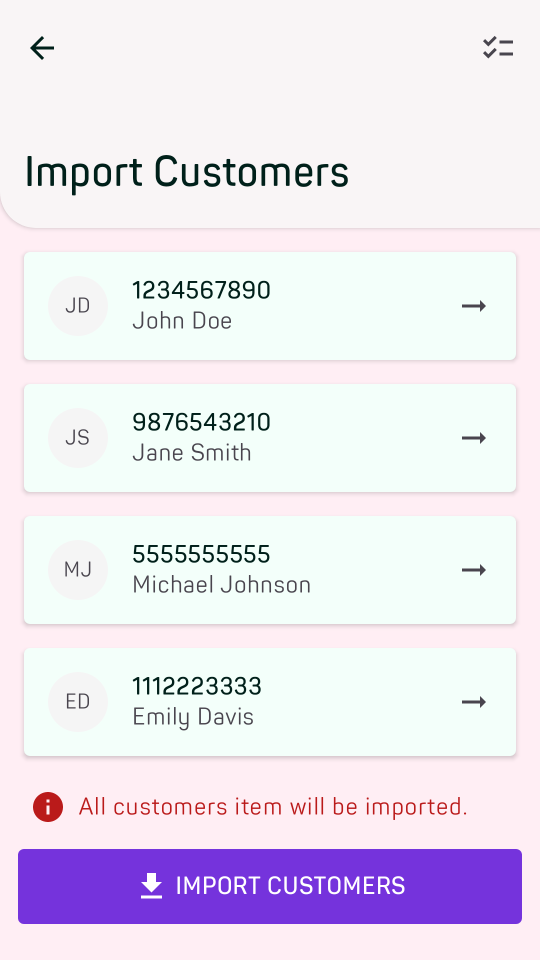 Import Customers
JD
1234567890
John Doe
JS
9876543210
Jane Smith
MJ
5555555555
Michael Johnson
ED
1112223333
Emily Davis
All customers item will be imported.
IMPORT CUSTOMERS